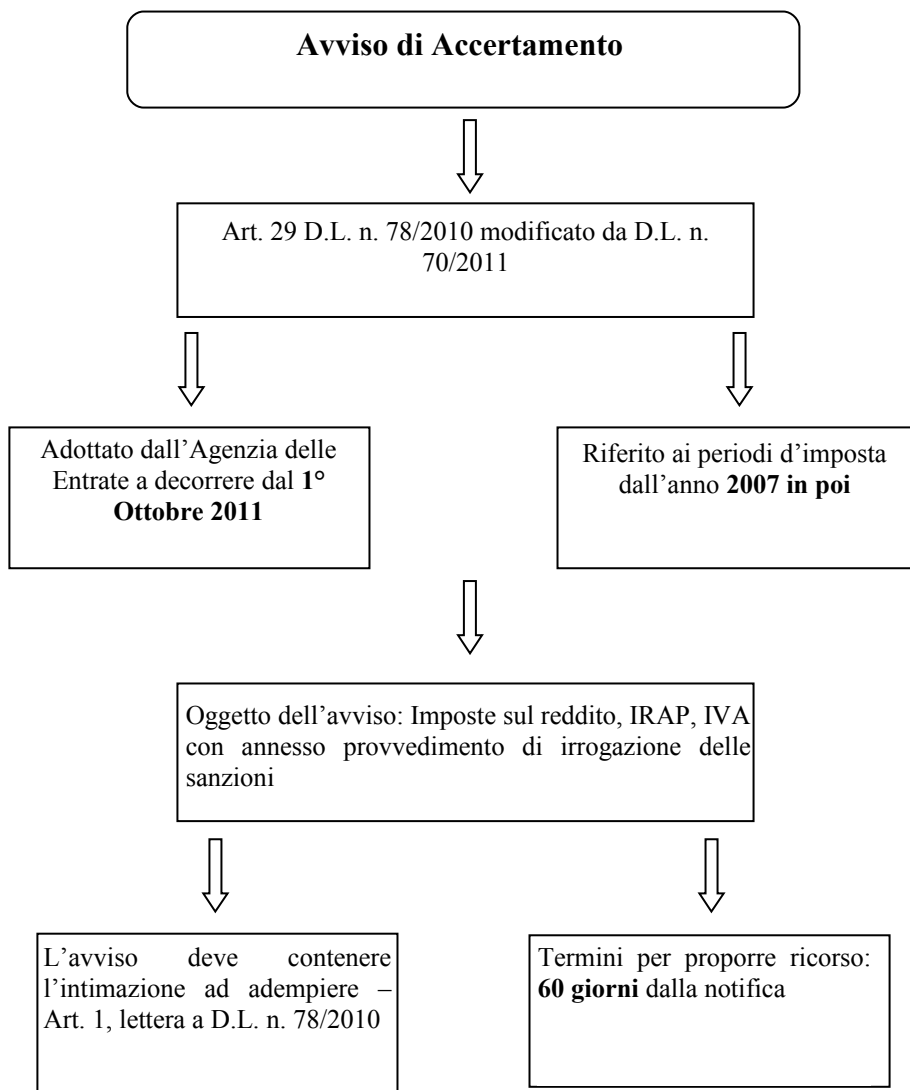 Avviso di Accertamento
Art. 29 D.L. n. 78/2010 modificato da D.L. n.
70/2011
Adottato dall’Agenzia delle
Entrate a decorrere dal 1°
Ottobre 2011
Riferito ai periodi d’imposta
dall’anno 2007 in poi
Oggetto dell’avviso: Imposte sul reddito, IRAP, IVA
con annesso provvedimento di irrogazione delle
sanzioni
L’avviso deve contenere
l’intimazione ad adempiere –
Art. 1, lettera a D.L. n. 78/2010
Termini per proporre ricorso:
60 giorni dalla notifica